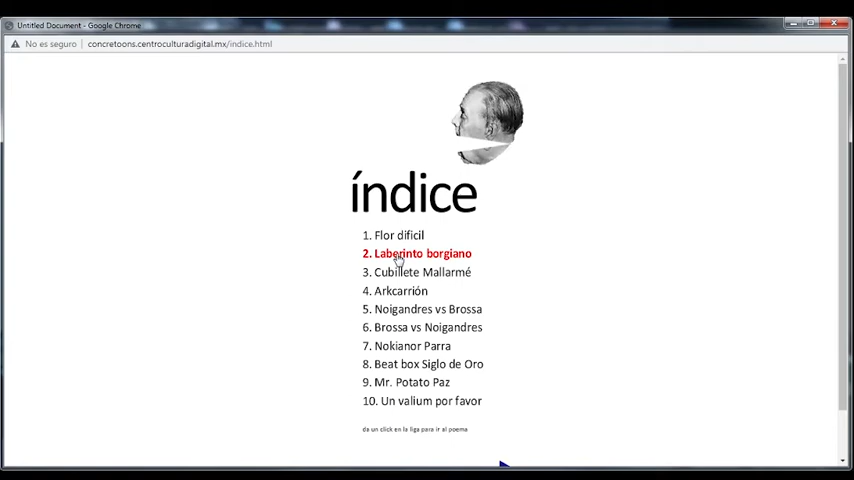 Untitled Document - Google Chrome
No es seguro
concretoons.centroculturadigital.mx/indice.html
índice
1. Flor dificil
2. Laberinto borgiano
3. Cubillete Mallarmé
4. Arkcarrión
5. Noigandres vs Brossa
6. Brossa vs Noigandres
7. Nokianor Parra
8. Beat box Siglo de Oro
9. Mr. Potato Paz
10. Un valium por favor
da un click en la liga para ir al poema